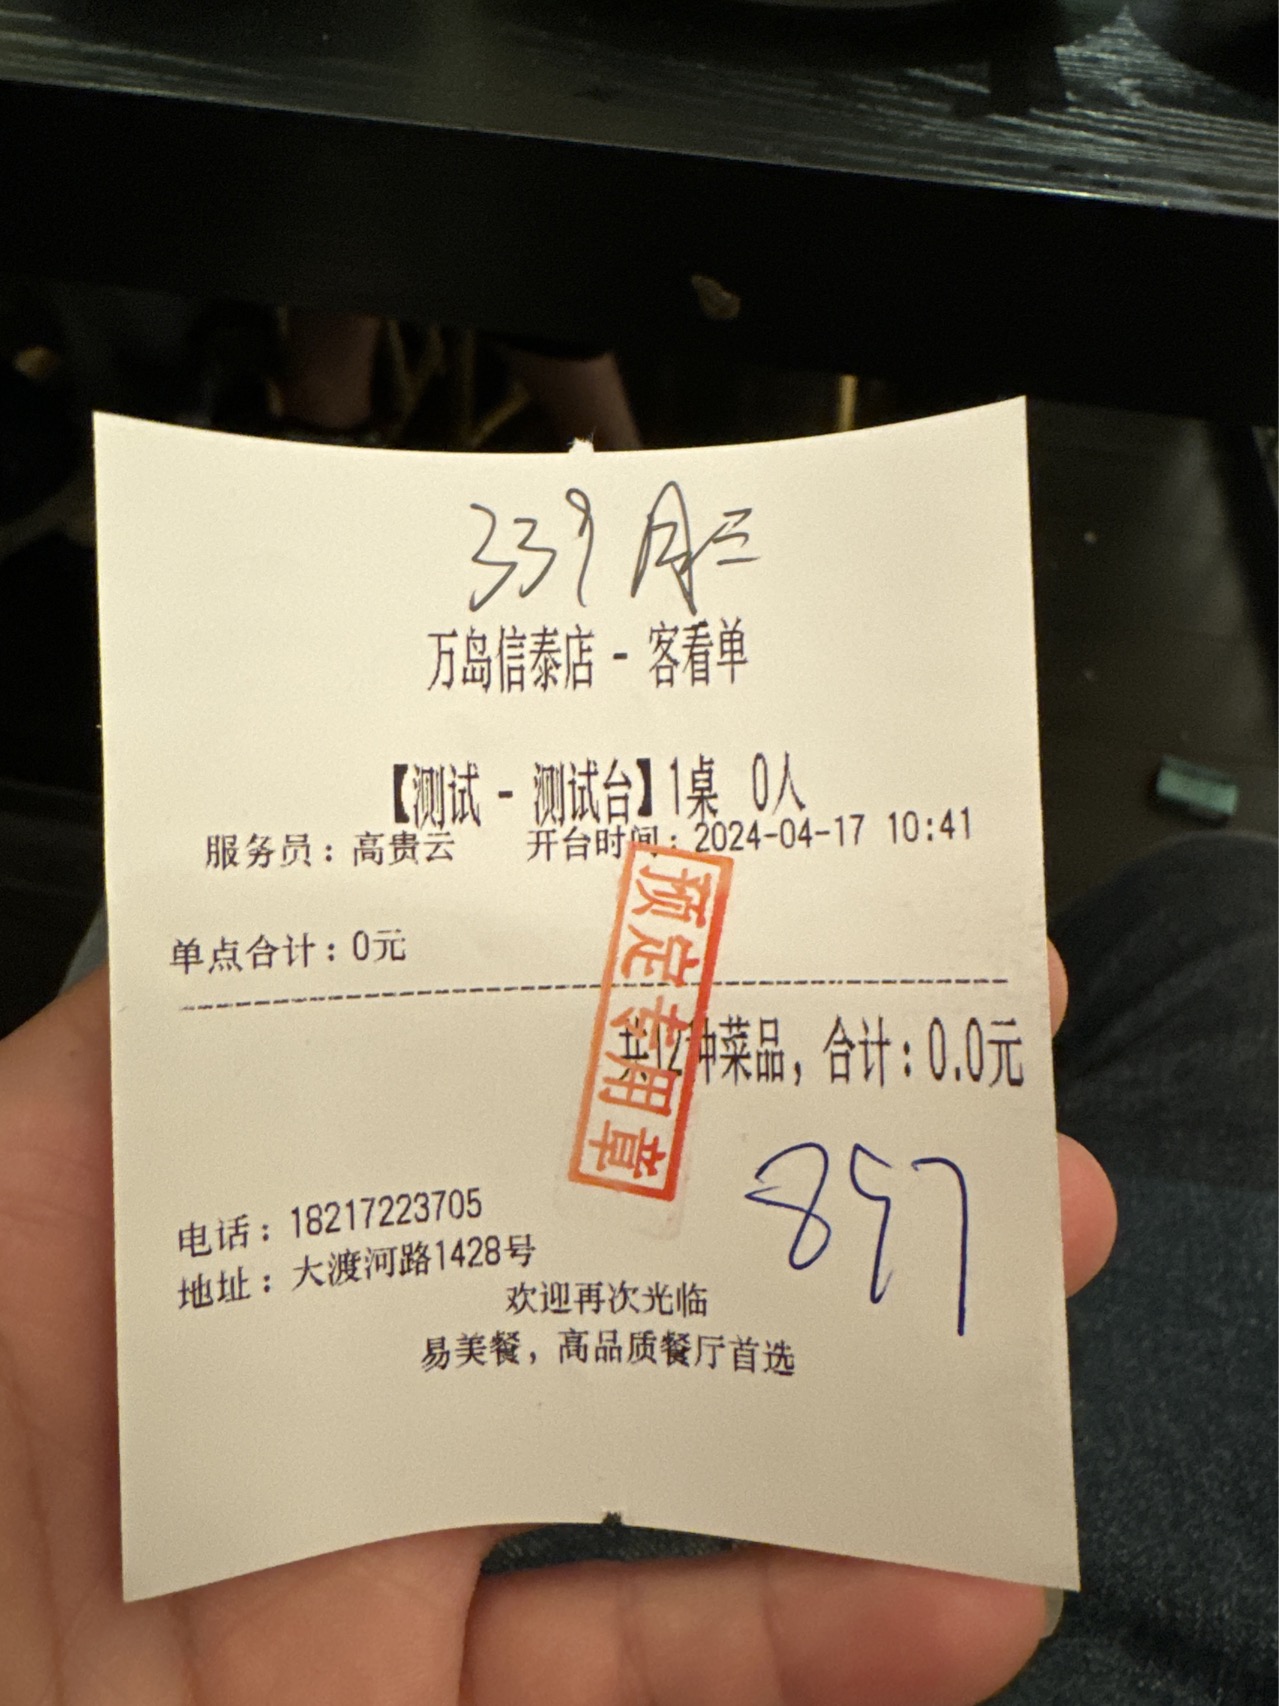 339 周三
万岛信泰店 - 客看单
【测试 - 测试台】1桌 0人
服务员：高贵云 开台时间：2024-04-17 10:41
单点合计：0元
预定专用章
共12种菜品，合计：0.0元
897
电话：18217223705
地址：大渡河路1428号
欢迎再次光临
易美餐，高品质餐厅首选